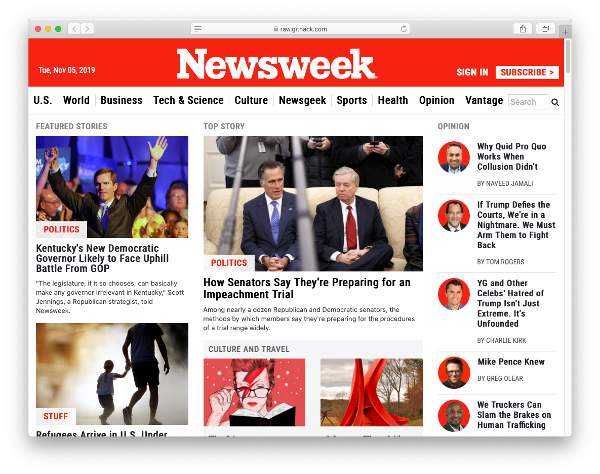 raw.githack.com
Tue, Nov 05, 2019
Newsweek
SIGN IN
SUBSCRIBE >
U.S.
World
Business
Tech & Science
Culture
Newsgeek
Sports
Health
Opinion
Vantage
Search
FEATURED STORIES
POLITICS
Kentucky's New Democratic
Governor Likely to Face Uphill
Battle From GOP
"The legislature, if it so chooses, can basically
make any governor irrelevant in Kentucky," Scott
Jennings, a Republican strategist, told
Newsweek.
STUFF
Refugees Arrive in U.S. Under
TOP STORY
POLITICS
How Senators Say They're Preparing for an
Impeachment Trial
Among nearly a dozen Republican and Democratic senators, the
methods by which members say they're preparing for the procedures
of a trial range widely.
CULTURE AND TRAVEL
OPINION
Why Quid Pro Quo
Works When
Collusion Didn't
BY NAVEED JAMALI
If Trump Defies the
Courts, We're in a
Nightmare. We Must
Arm Them to Fight
Back
BY TOM ROGERS
YG and Other
Celebs' Hatred of
Trump Isn't Just
Extreme. It's
Unfounded
BY CHARLIE KIRK
Mike Pence Knew
BY GREG OLEAR
We Truckers Can
Slam the Brakes on
Human Trafficking